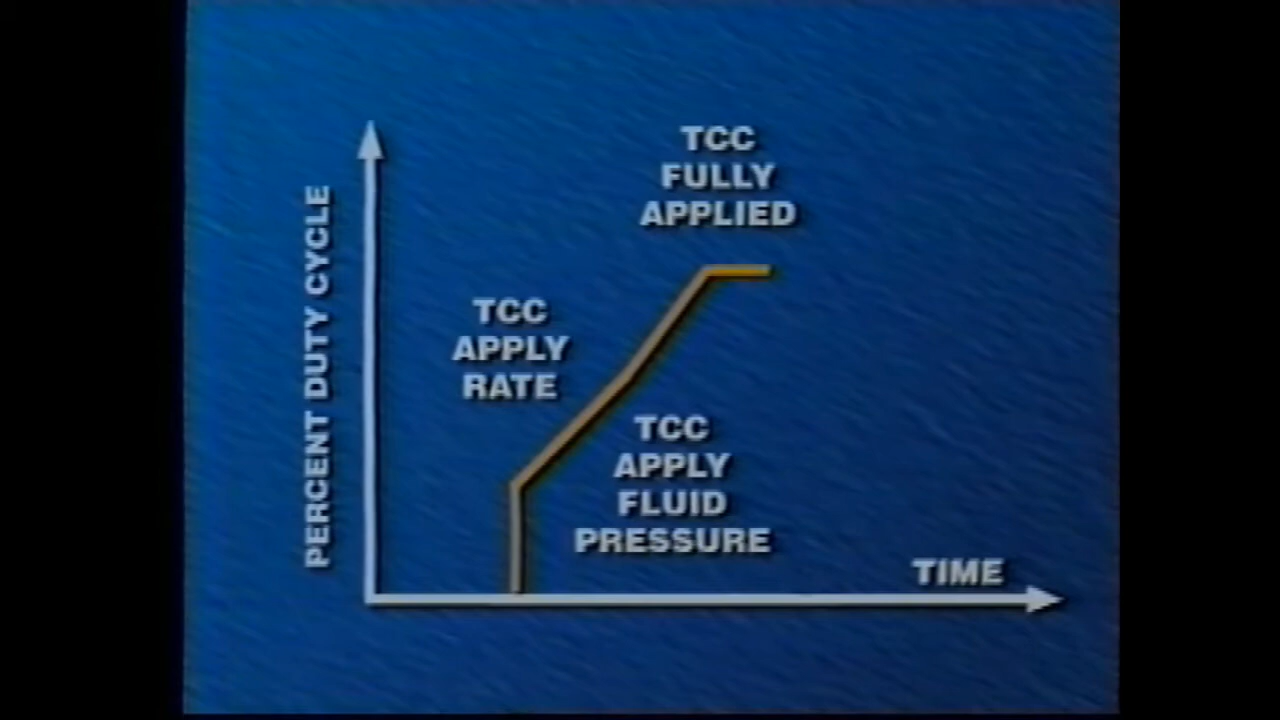 TCC
FULLY
APPLIED
PERCENT DUTY CYCLE
TCC
APPLY
RATE
TCC
APPLY
FLUID
PRESSURE
TIME